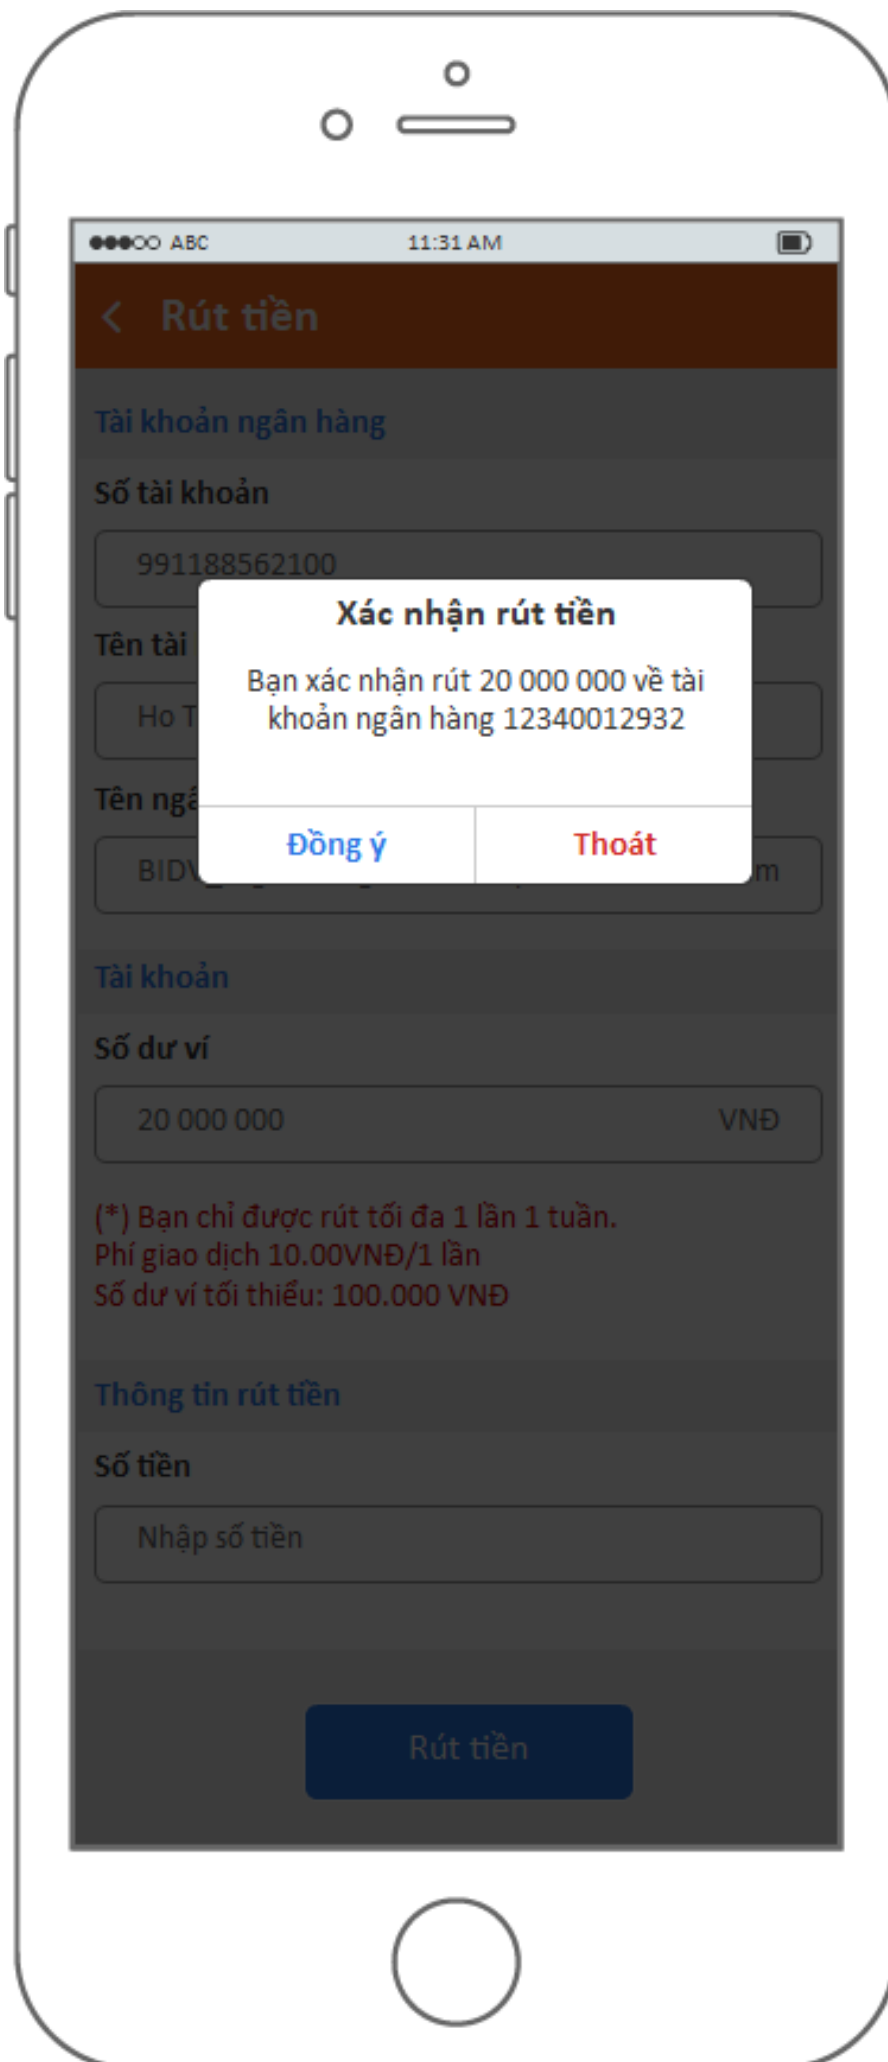 ABC 11:31 AM
Rút tiền
Tài khoản ngân hàng
Số tài khoản
991188562100
Xác nhận rút tiền
Tên tài
Bạn xác nhận rút 20 000 000 về tài
khoản ngân hàng 12340012932
Ho T
Tên ngâ
Đồng ý Thoát
BIDV
Tài khoản
Số dư ví
20 000 000 VNĐ
(*) Bạn chỉ được rút tối đa 1 lần 1 tuần.
Phí giao dịch 10.00VNĐ/1 lần
Số dư ví tối thiểu: 100.000 VNĐ
Thông tin rút tiền
Số tiền
Nhập số tiền
Rút tiền